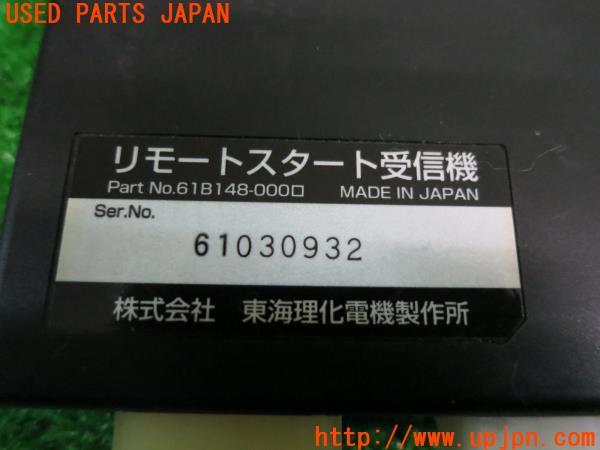 USED PARTS JAPAN
リモートスタート受信機
Part No.61B148-000□ MADE IN JAPAN
Ser.No.
61030932
株式会社 東海理化電機製作所
http://www.upjpn.com/